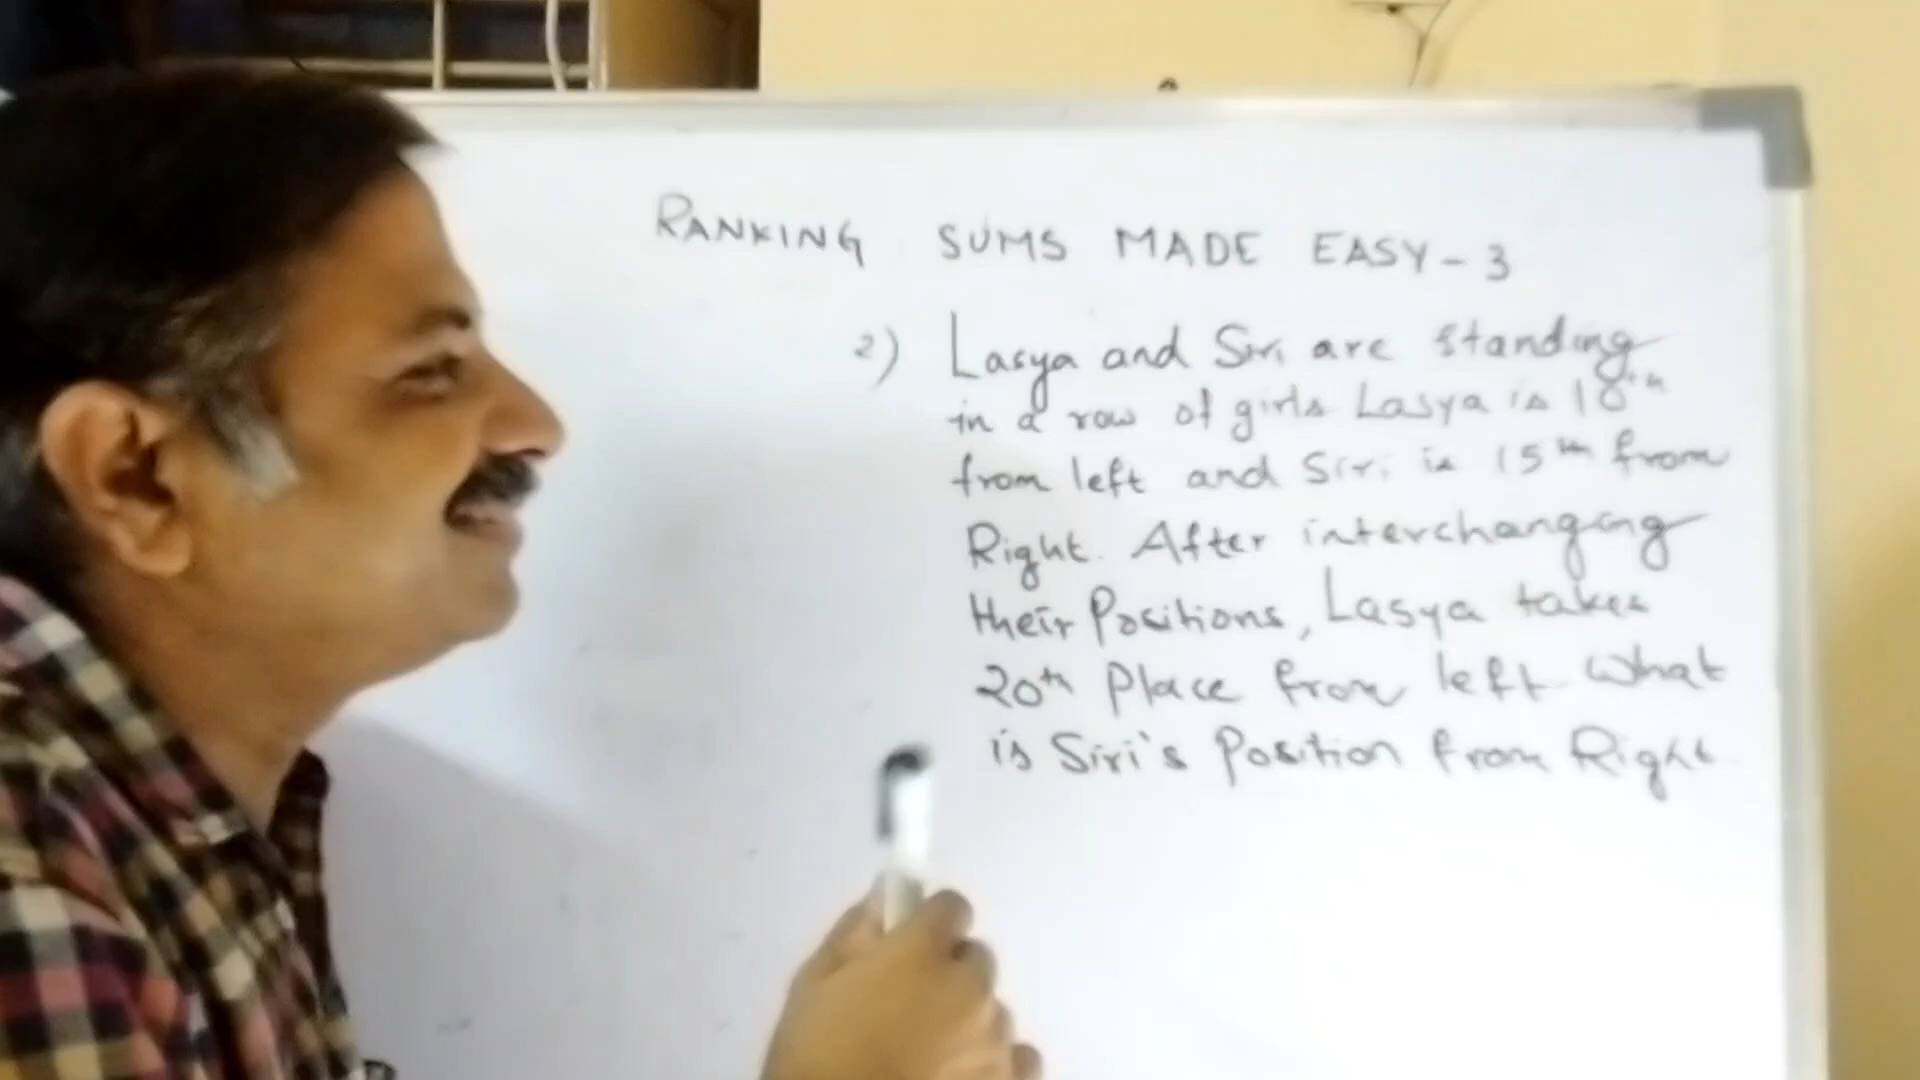 RANKING SUMS MADE EASY - 3
2) Lasya and Siri are standing
in a row of girls Lasya is 10th
from left and Siri is 15th from
Right. After interchanging
their Positions, Lasya takes
20th Place from left. What
is Siri's Position from Right